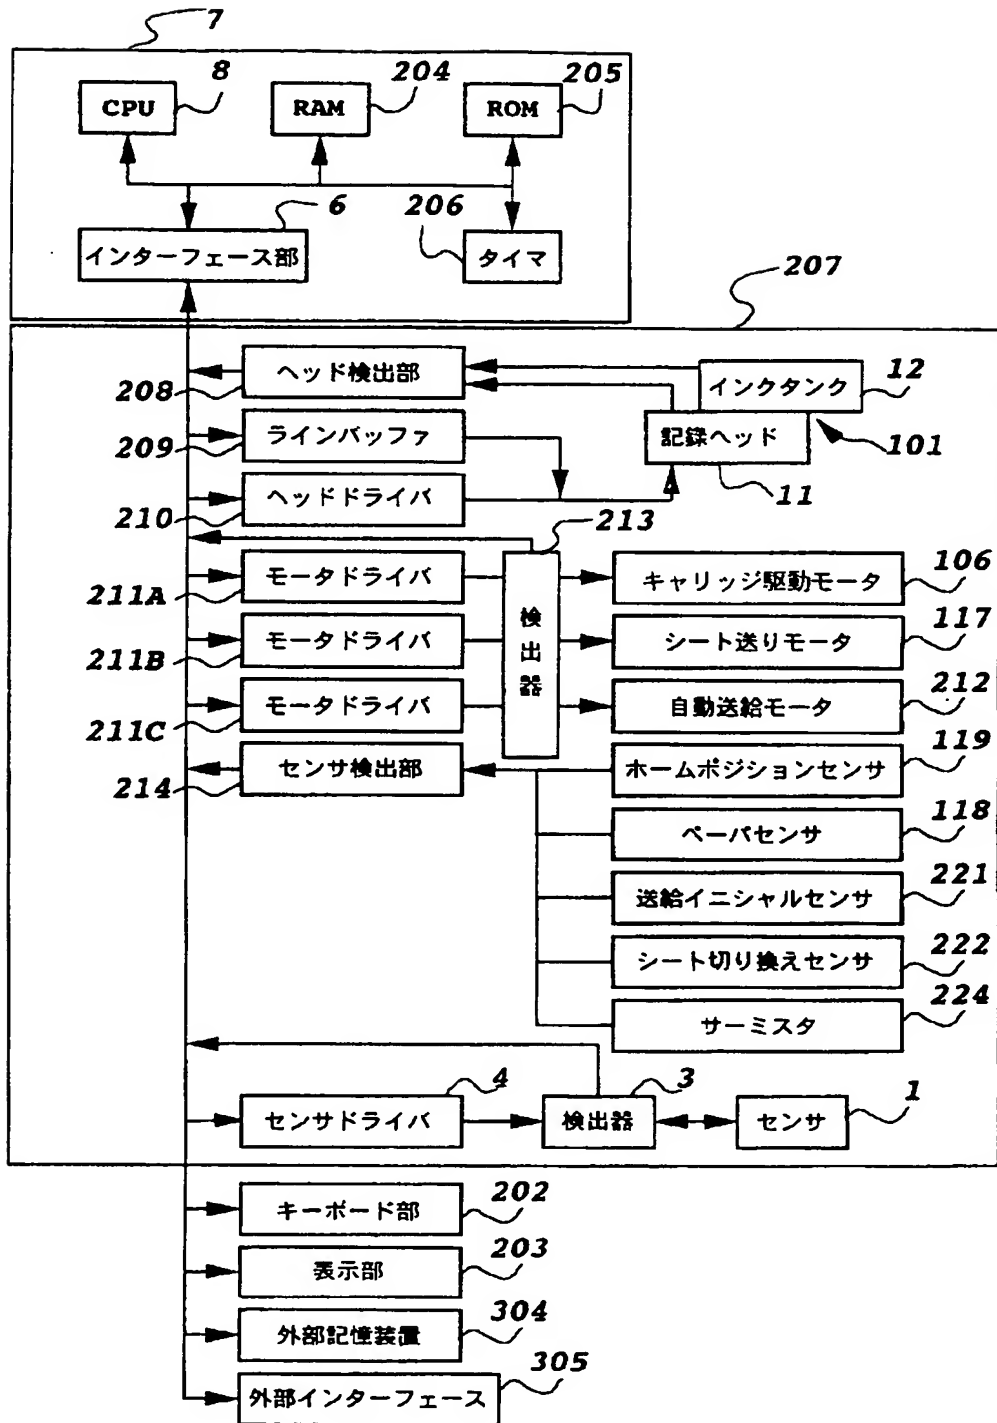 7
8
204
205
CPU
RAM
ROM
206
6
インターフェース部
タイマ
207
ヘッド検出部
208
インクタンク
12
ラインバッファ
209
記録ヘッド
101
11
ヘッドドライバ
210
213
モータドライバ
211A
検出器
キャリッジ駆動モータ
106
モータドライバ
211B
シート送りモータ
117
モータドライバ
211C
自動送給モータ
212
センサ検出部
214
ホームポジションセンサ
119
ペーパセンサ
118
送給イニシャルセンサ
221
シート切り換えセンサ
222
サーミスタ
224
センサドライバ
4
検出器
3
センサ
1
キーボード部
202
表示部
203
外部記憶装置
304
外部インターフェース
305